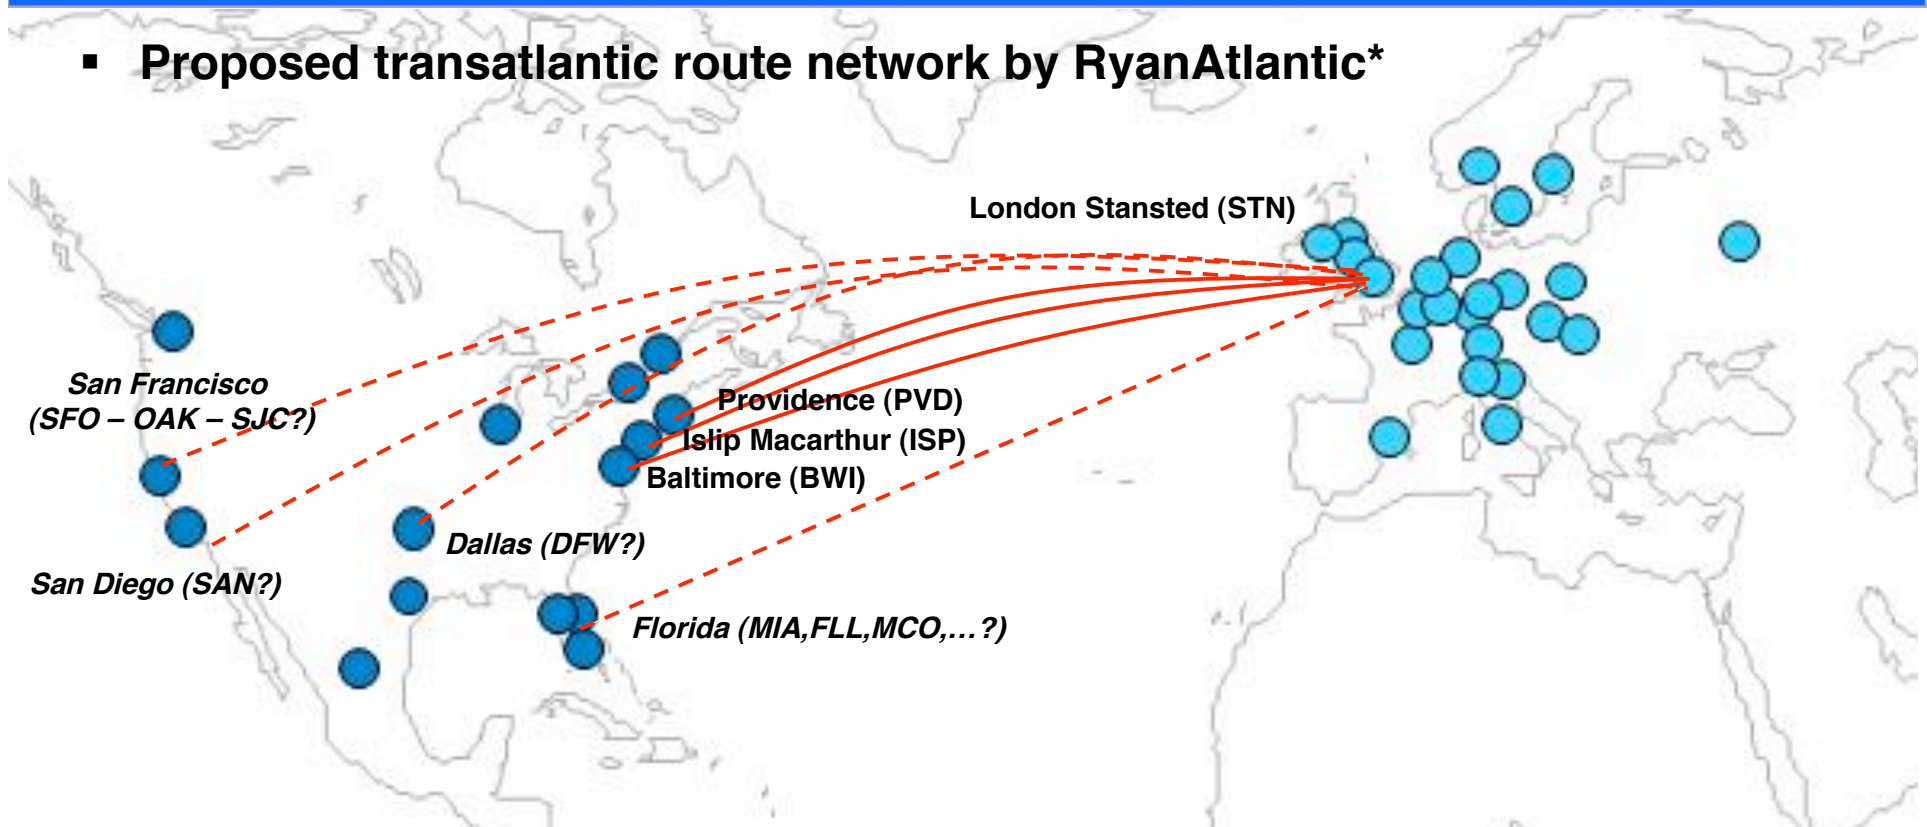 ▪ Proposed transatlantic route network by RyanAtlantic*
London Stansted (STN)
San Francisco
(SFO – OAK – SJC?)
Providence (PVD)
Islip Macarthur (ISP)
Baltimore (BWI)
Dallas (DFW?)
San Diego (SAN?)
Florida (MIA,FLL,MCO,…?)